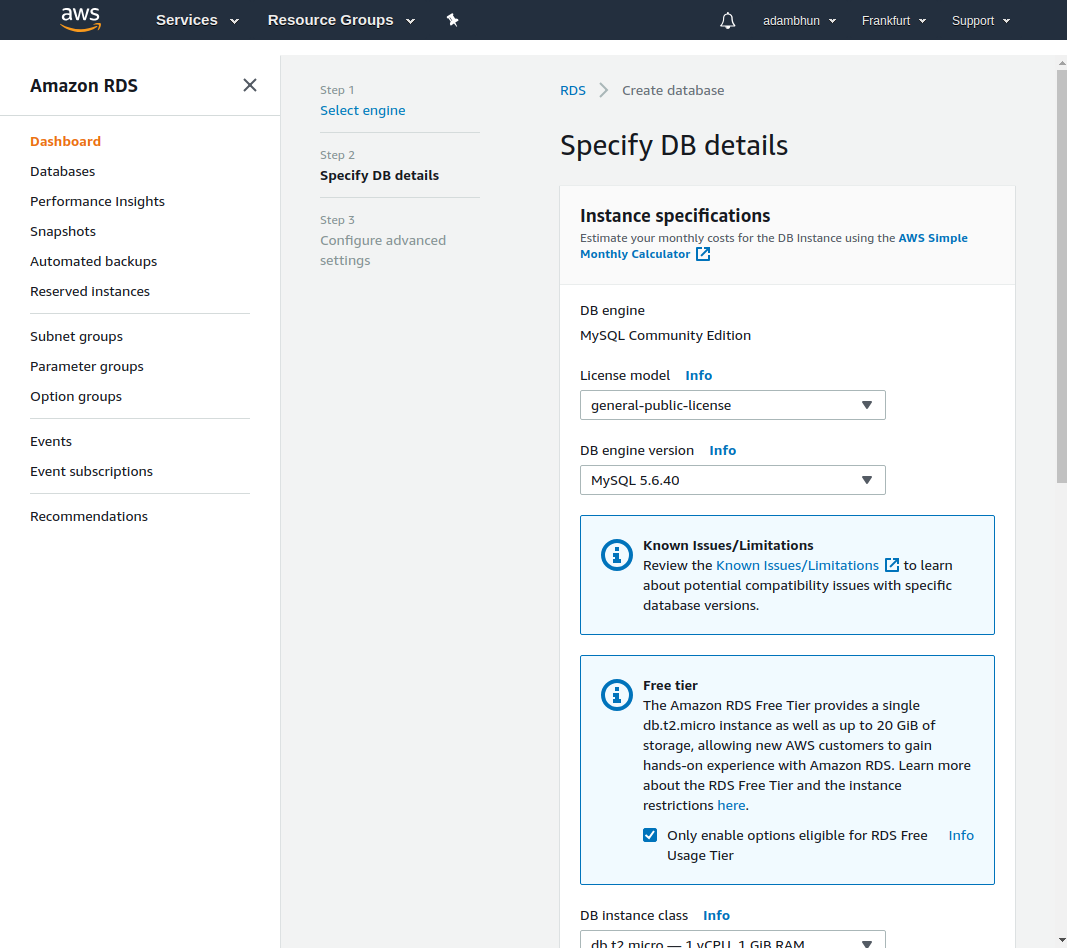 aws Services Resource Groups adambhun Frankfurt Support
Amazon RDS
Dashboard
Databases
Performance Insights
Snapshots
Automated backups
Reserved instances
Subnet groups
Parameter groups
Option groups
Events
Event subscriptions
Recommendations
Step 1
Select engine
Step 2
Specify DB details
Step 3
Configure advanced
settings
RDS Create database
Specify DB details
Instance specifications
Estimate your monthly costs for the DB Instance using the AWS Simple
Monthly Calculator
DB engine
MySQL Community Edition
License model Info
general-public-license
DB engine version Info
MySQL 5.6.40
Known Issues/Limitations
Review the Known Issues/Limitations to learn
about potential compatibility issues with specific
database versions.
Free tier
The Amazon RDS Free Tier provides a single
db.t2.micro instance as well as up to 20 GiB of
storage, allowing new AWS customers to gain
hands-on experience with Amazon RDS. Learn more
about the RDS Free Tier and the instance
restrictions here.
Only enable options eligible for RDS Free Info
Usage Tier
DB instance class Info
db.t2.micro — 1 vCPU, 1 GiB RAM